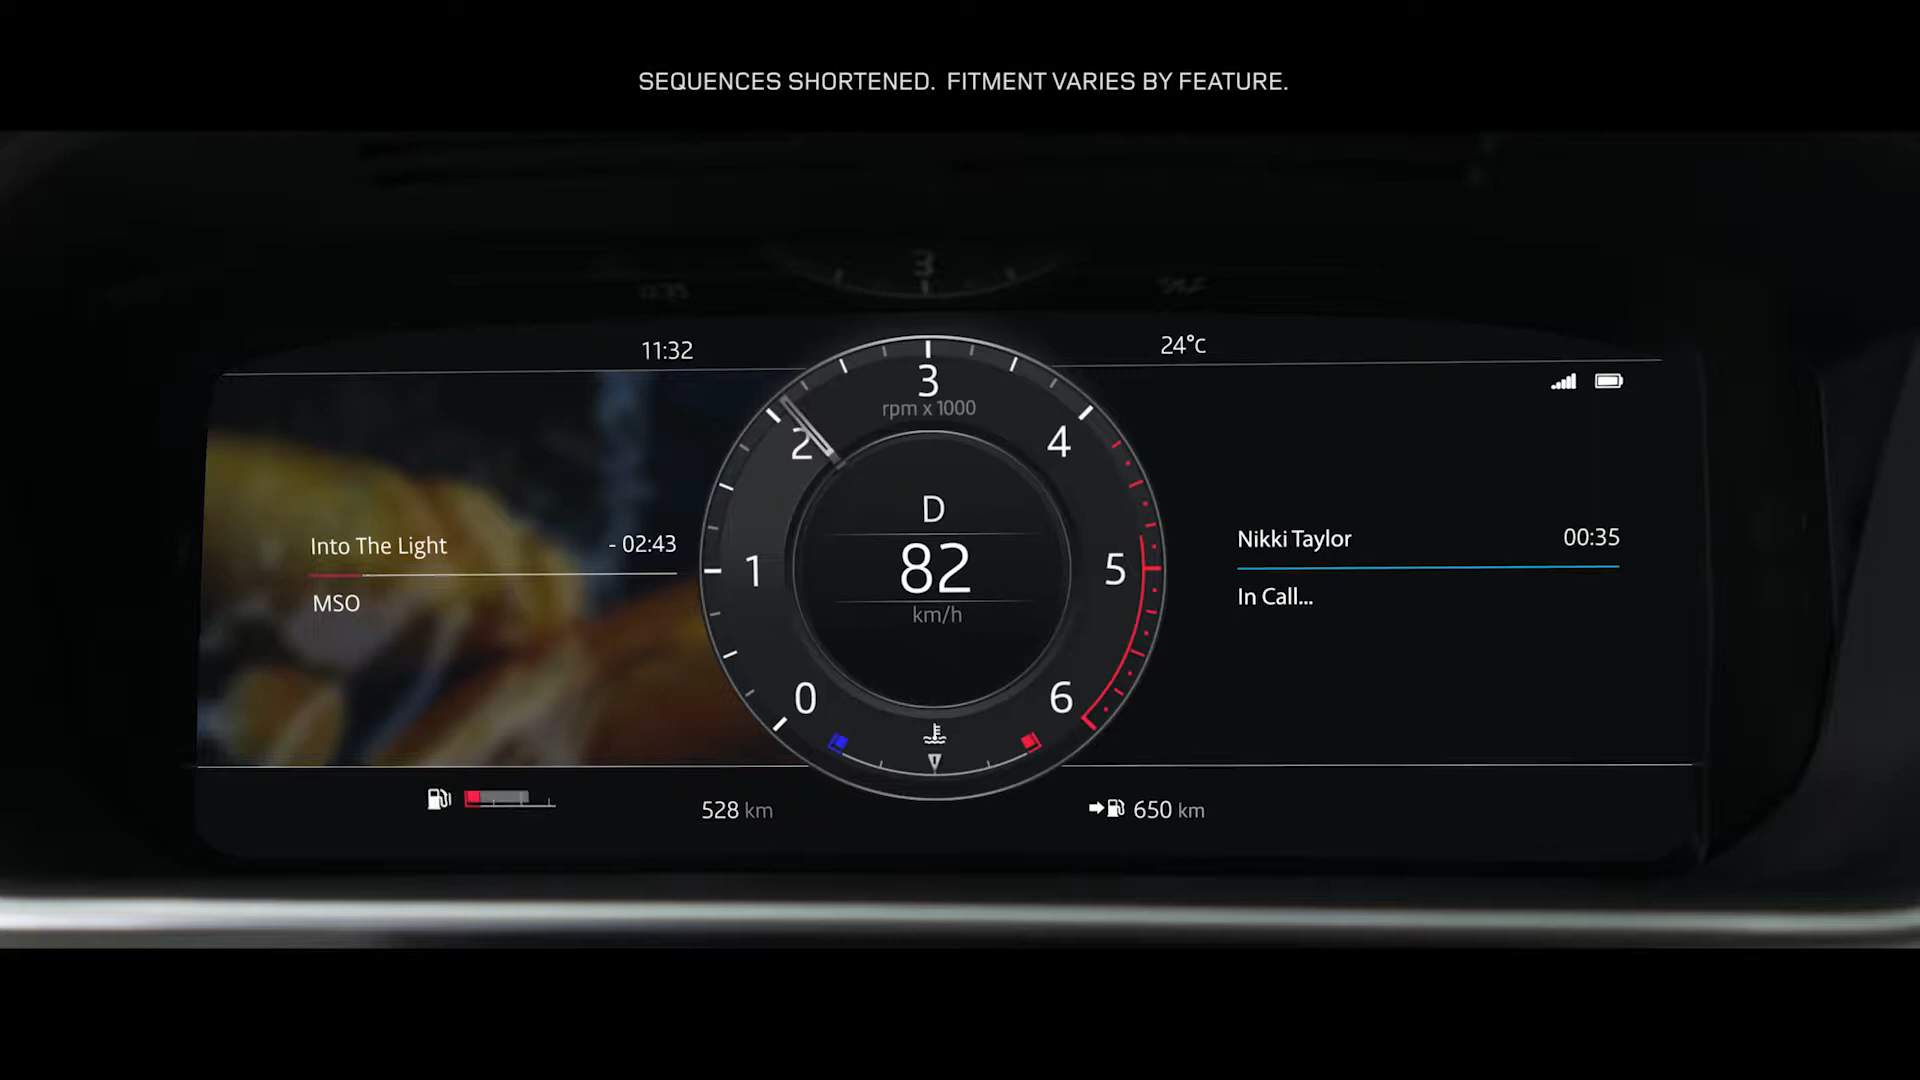 SEQUENCES SHORTENED. FITMENT VARIES BY FEATURE.
3
11:32
24°C
3
rpm x 1000
2
4
D
Into The Light - 02:43
1
82
5
Nikki Taylor 00:35
MSO
km/h
In Call...
0
6
528 km
650 km